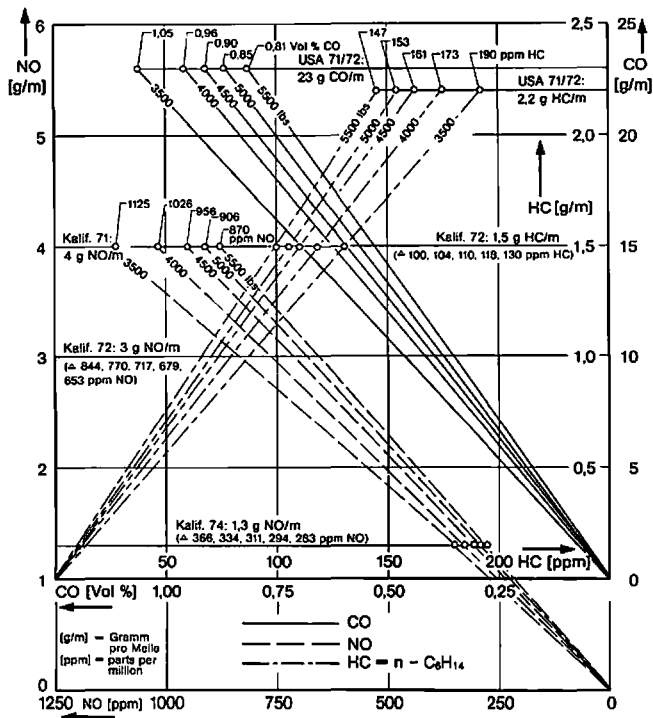 6
NO
[g/m]
5
4
3
2
1
0
2,5
2,0
1,5
1,0
0,5
0
25
CO
[g/m]
20
15
10
5
0
HC
[g/m]
1,05
0,96
0,90
0,85
0,81 Vol % CO
USA 71/72:
23 g CO/m
147
153
161
173
190 ppm HC
USA 71/72:
2,2 g HC/m
3500
4000
4500
5000
5500 lbs
5500 lbs
5000
4500
4000
3500
1125
1026
956
906
870
ppm NO
Kalif. 71:
4 g NO/m
3500
4000
4500
5000
5500 lbs
Kalif. 72: 1,5 g HC/m
(≙ 100, 104, 110, 118, 130 ppm HC)
Kalif. 72: 3 g NO/m
(≙ 844, 770, 717, 679,
653 ppm NO)
Kalif. 74: 1,3 g NO/m
(≙ 366, 334, 311, 294, 283 ppm NO)
50 100 150 200 HC [ppm]
CO [Vol %] 1,00 0,75 0,50 0,25
[g/m] = Gramm
pro Meile
[ppm] = parts per
million
CO
NO
HC = n - C₆H₁₄
1250 NO [ppm] 1000 750 500 250 0